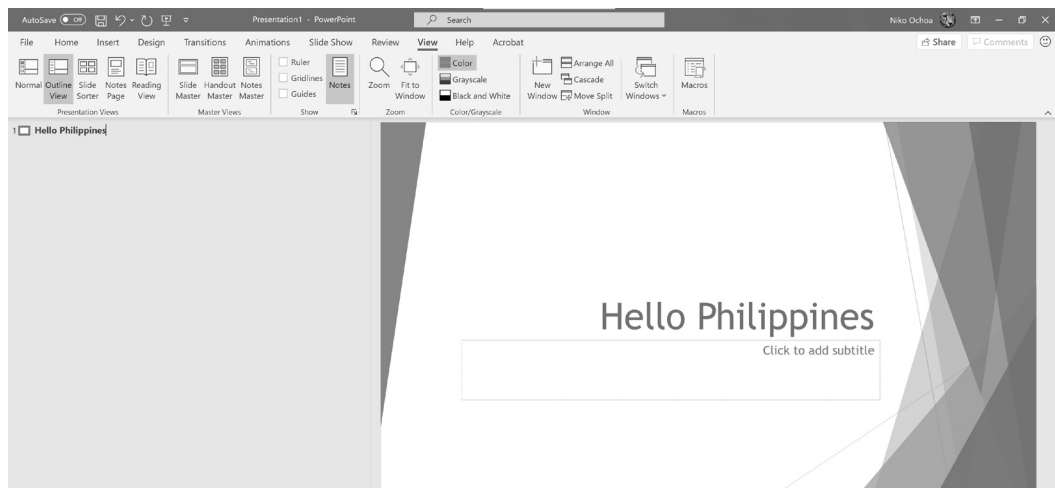 AutoSave Off Presentation1 - PowerPoint Search Niko Ochoa
File Home Insert Design Transitions Animations Slide Show Review View Help Acrobat Share Comments
Normal Outline View Slide Sorter Notes Page Reading View
Presentation Views
Slide Master Handout Master Notes Master
Master Views
Ruler
Gridlines
Guides
Notes
Show
Zoom Fit to Window
Zoom
Color
Grayscale
Black and White
Color/Grayscale
New Window
Arrange All
Cascade
Move Split
Switch Windows
Window
Macros
Macros
1 Hello Philippines
Hello Philippines
Click to add subtitle